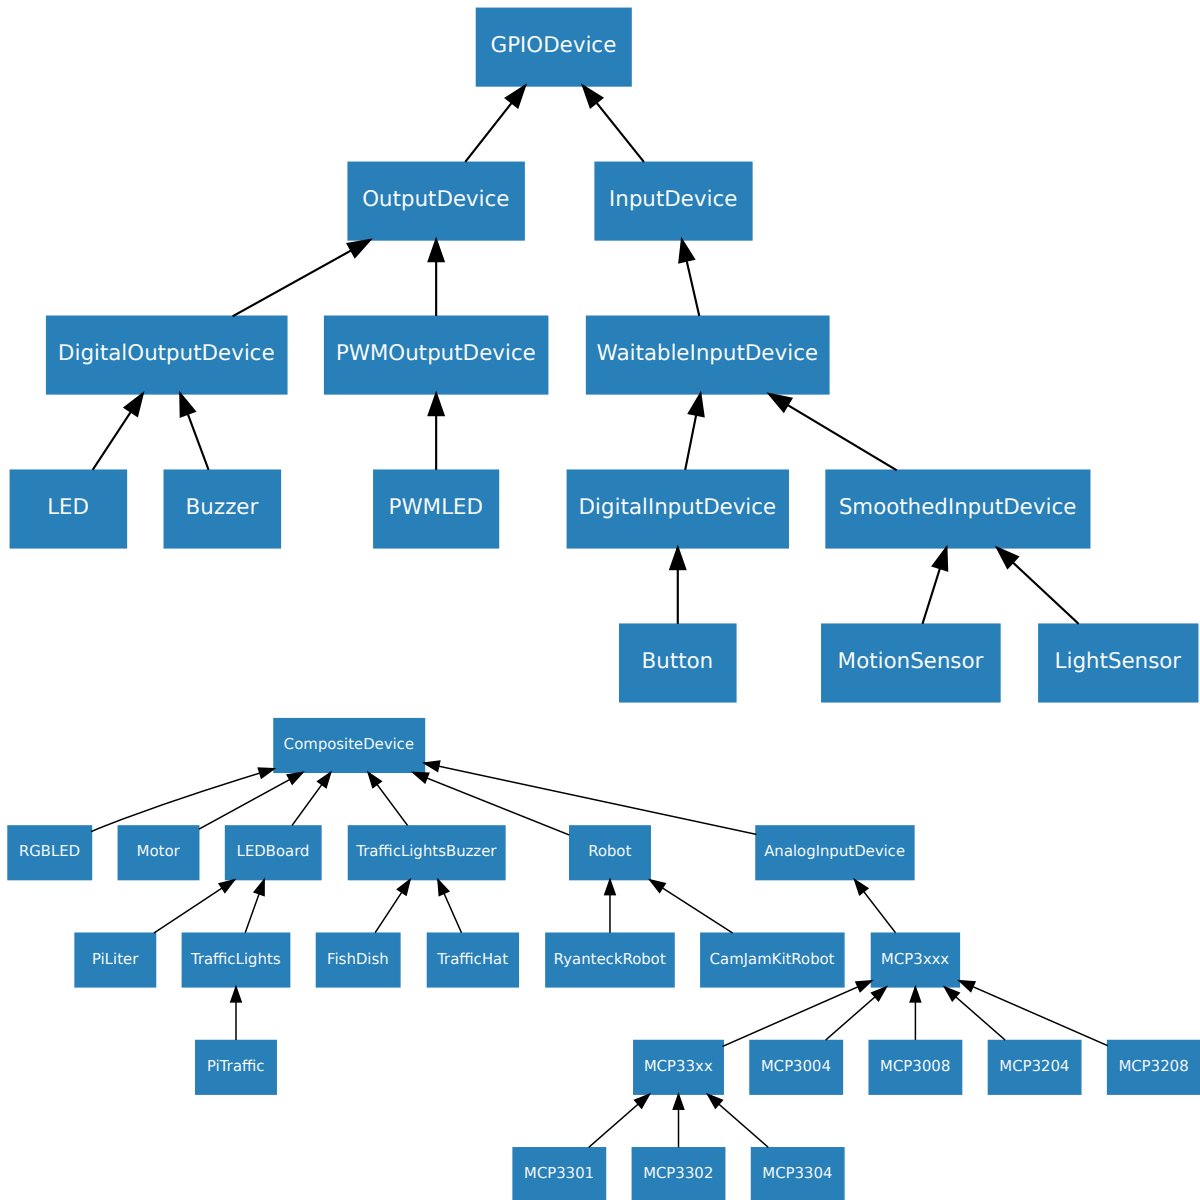 GPIODevice
OutputDevice
InputDevice
DigitalOutputDevice
PWMOutputDevice
WaitableInputDevice
LED
Buzzer
PWMLED
DigitalInputDevice
SmoothedInputDevice
Button
MotionSensor
LightSensor
CompositeDevice
RGBLED
Motor
LEDBoard
TrafficLightsBuzzer
Robot
AnalogInputDevice
PiLiter
TrafficLights
FishDish
TrafficHat
RyanteckRobot
CamJamKitRobot
MCP3xxx
PiTraffic
MCP33xx
MCP3004
MCP3008
MCP3204
MCP3208
MCP3301
MCP3302
MCP3304